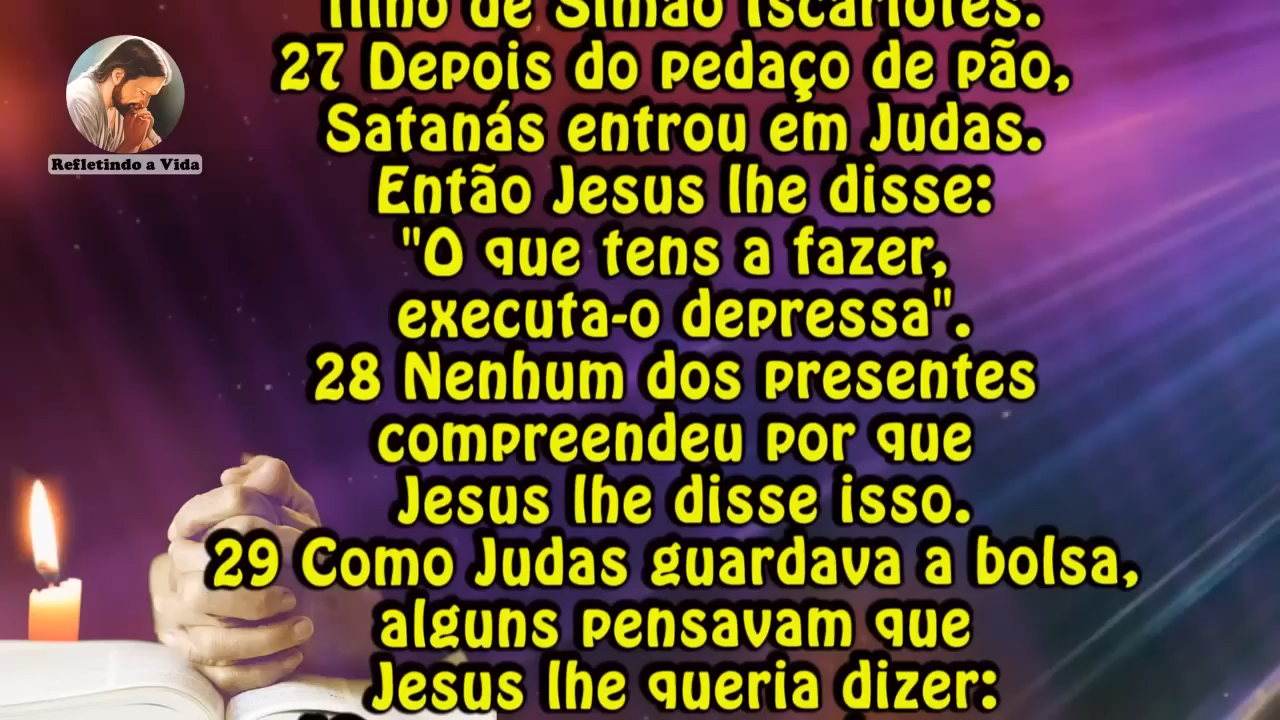 filho de Simão Iscariotes.
27 Depois do pedaço de pão,
Satanás entrou em Judas.
Então Jesus lhe disse:
"O que tens a fazer,
executa-o depressa".
28 Nenhum dos presentes
compreendeu por que
Jesus lhe disse isso.
29 Como Judas guardava a bolsa,
alguns pensavam que
Jesus lhe queria dizer:
Refletindo a Vida